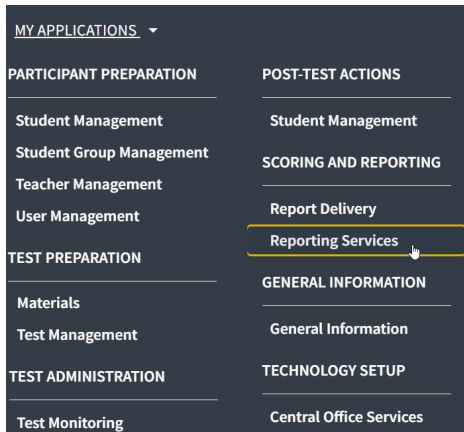 MY APPLICATIONS
PARTICIPANT PREPARATION
Student Management
Student Group Management
Teacher Management
User Management
TEST PREPARATION
Materials
Test Management
TEST ADMINISTRATION
Test Monitoring
POST-TEST ACTIONS
Student Management
SCORING AND REPORTING
Report Delivery
Reporting Services
GENERAL INFORMATION
General Information
TECHNOLOGY SETUP
Central Office Services